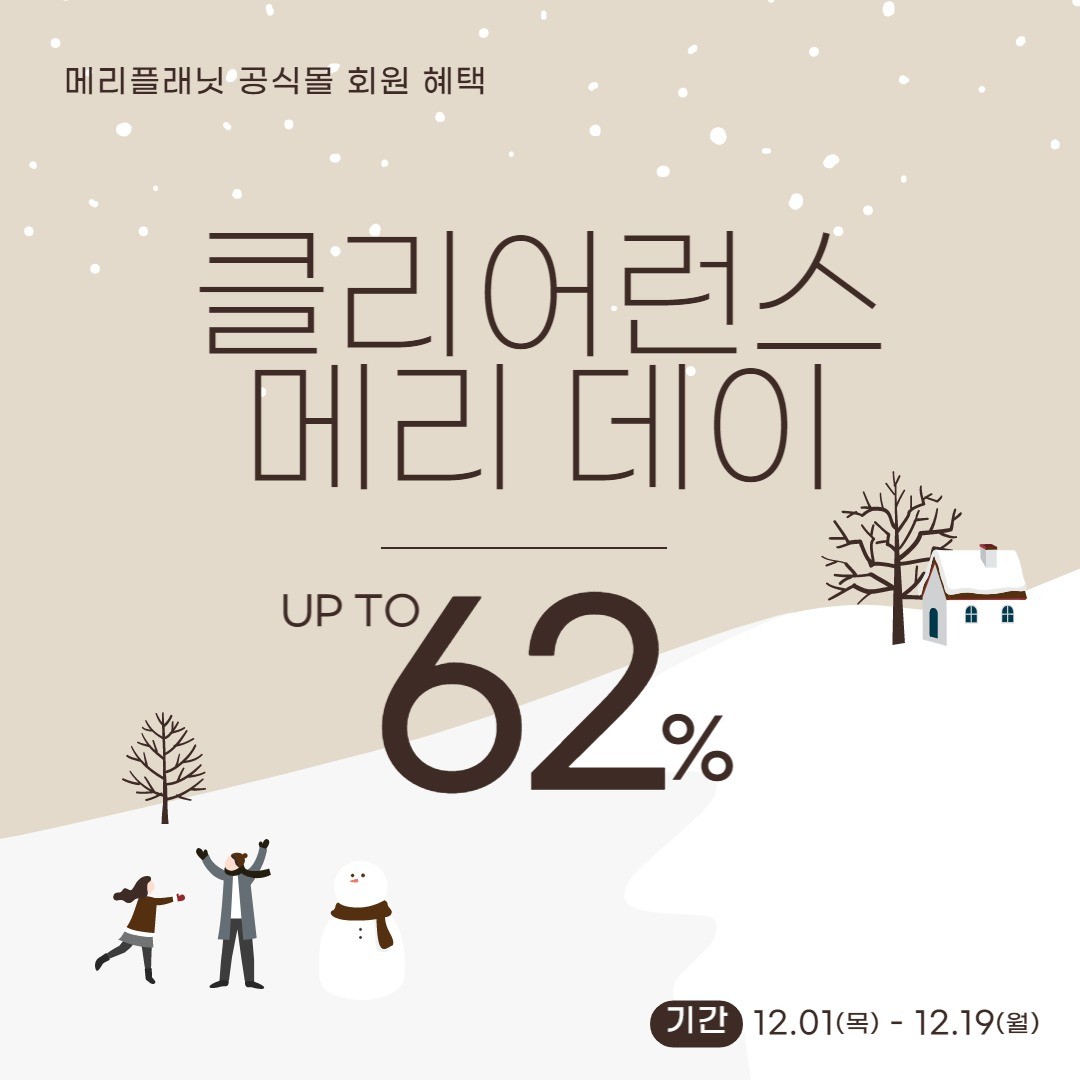 메리플래닛 공식몰 회원 혜택
클리어런스
메리 데이
UP TO
62%
기간 12.01(목) - 12.19(월)